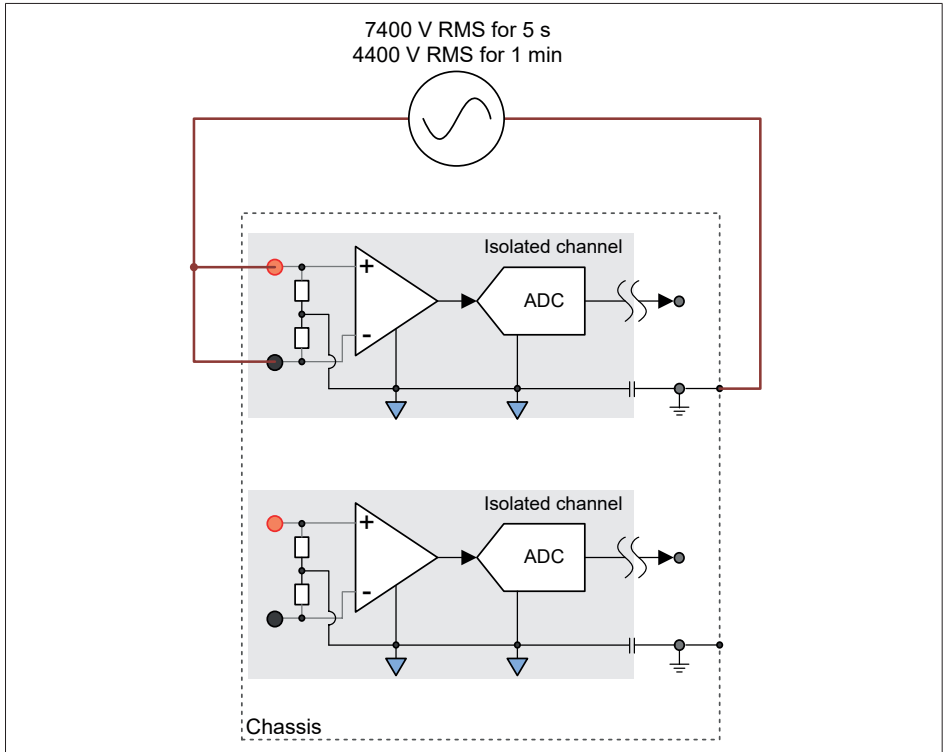 7400 V RMS for 5 s
4400 V RMS for 1 min
Isolated channel
+
-
ADC
Isolated channel
+
-
ADC
Chassis